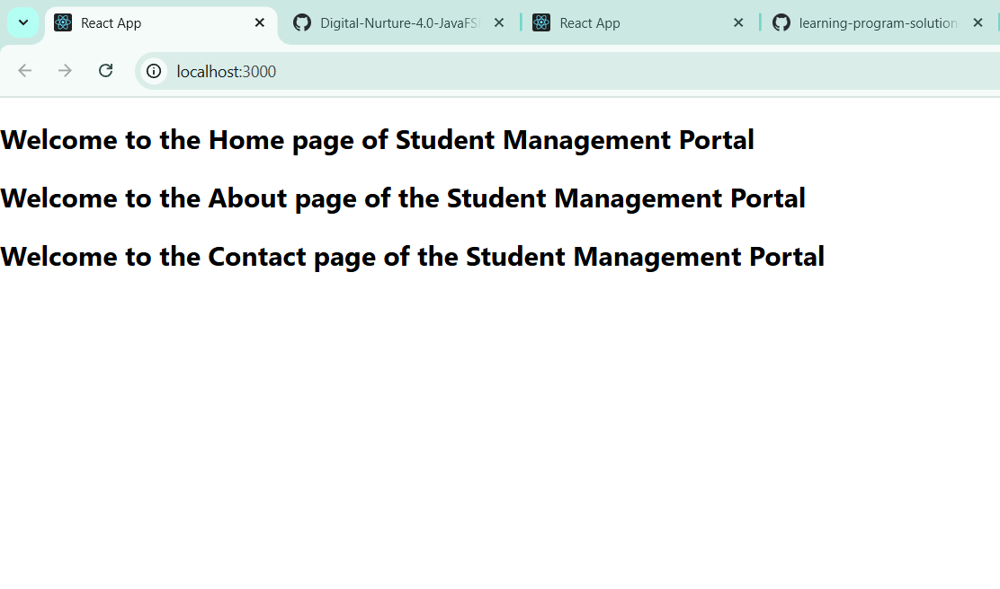 React App
Digital-Nurture-4.0-JavaFS
React App
learning-program-solution
localhost:3000
Welcome to the Home page of Student Management Portal
Welcome to the About page of the Student Management Portal
Welcome to the Contact page of the Student Management Portal